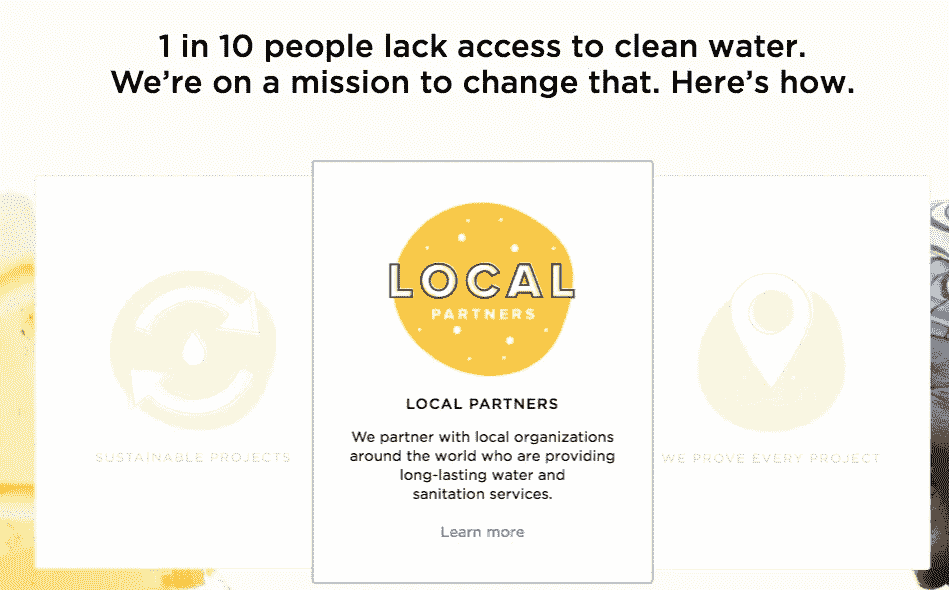 1 in 10 people lack access to clean water.
We're on a mission to change that. Here's how.
SUSTAINABLE PROJECTS
LOCAL
PARTNERS
LOCAL PARTNERS
We partner with local organizations
around the world who are providing
long-lasting water and
sanitation services.
Learn more
WE PROVE EVERY PROJECT